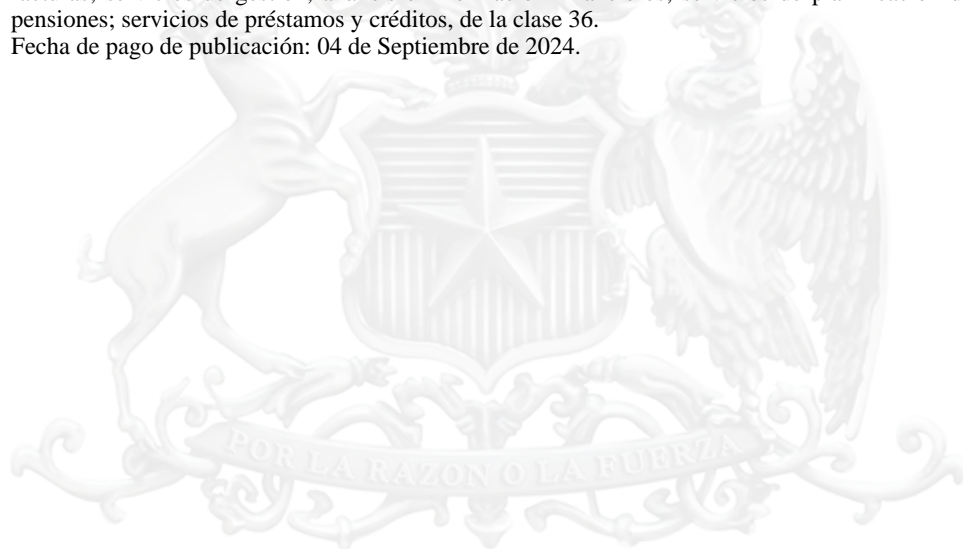 pensiones; servicios de préstamos y créditos, de la clase 36.
Fecha de pago de publicación: 04 de Septiembre de 2024.
POR LA RAZON O LA FUERZA